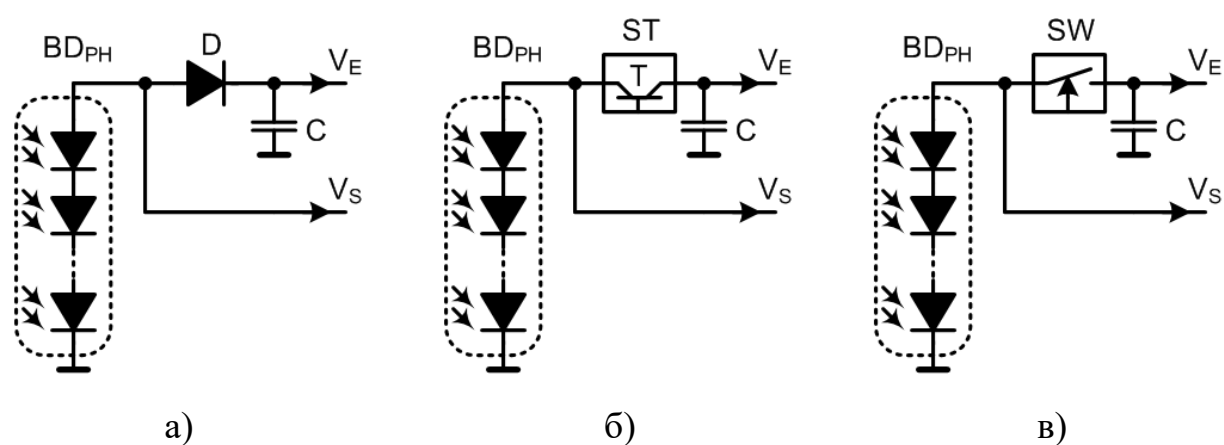 BDPH D VE
C
VS
а)
BDPH ST VE
T
C
VS
б)
BDPH SW VE
C
VS
в)